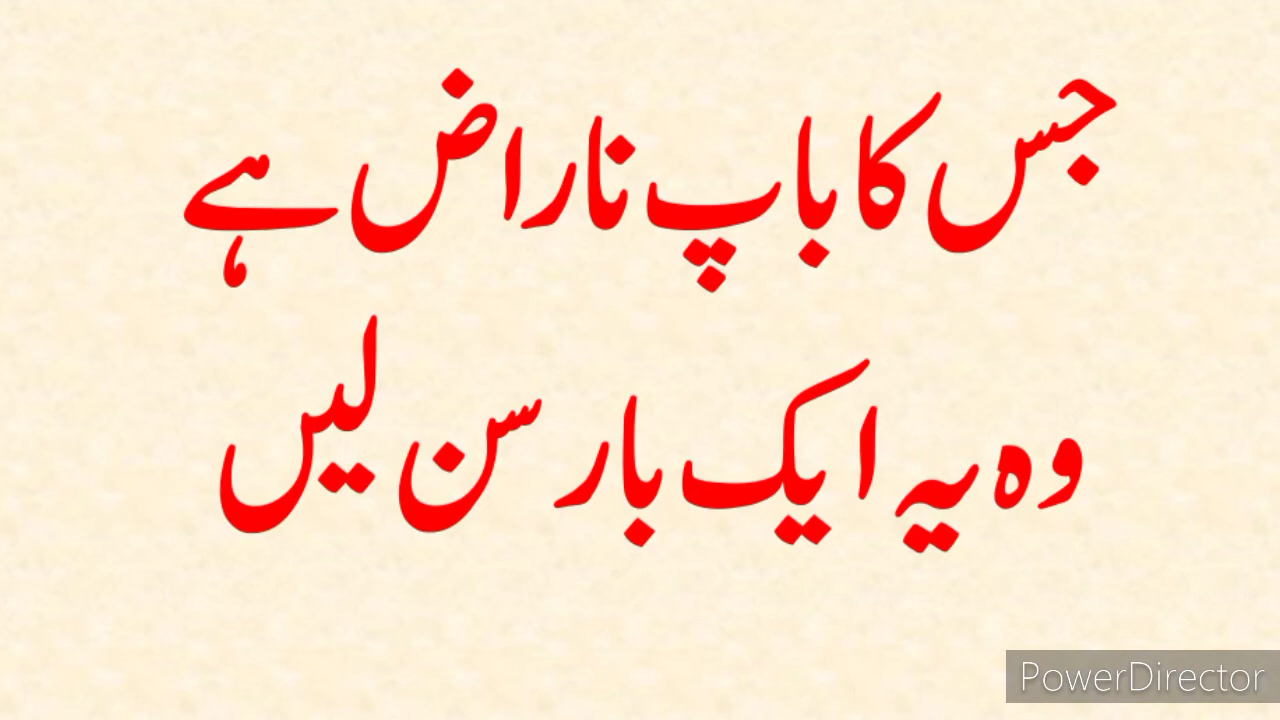 جس کا باپ ناراض ہے
وہ یہ ایک بار سن لیں
PowerDirector